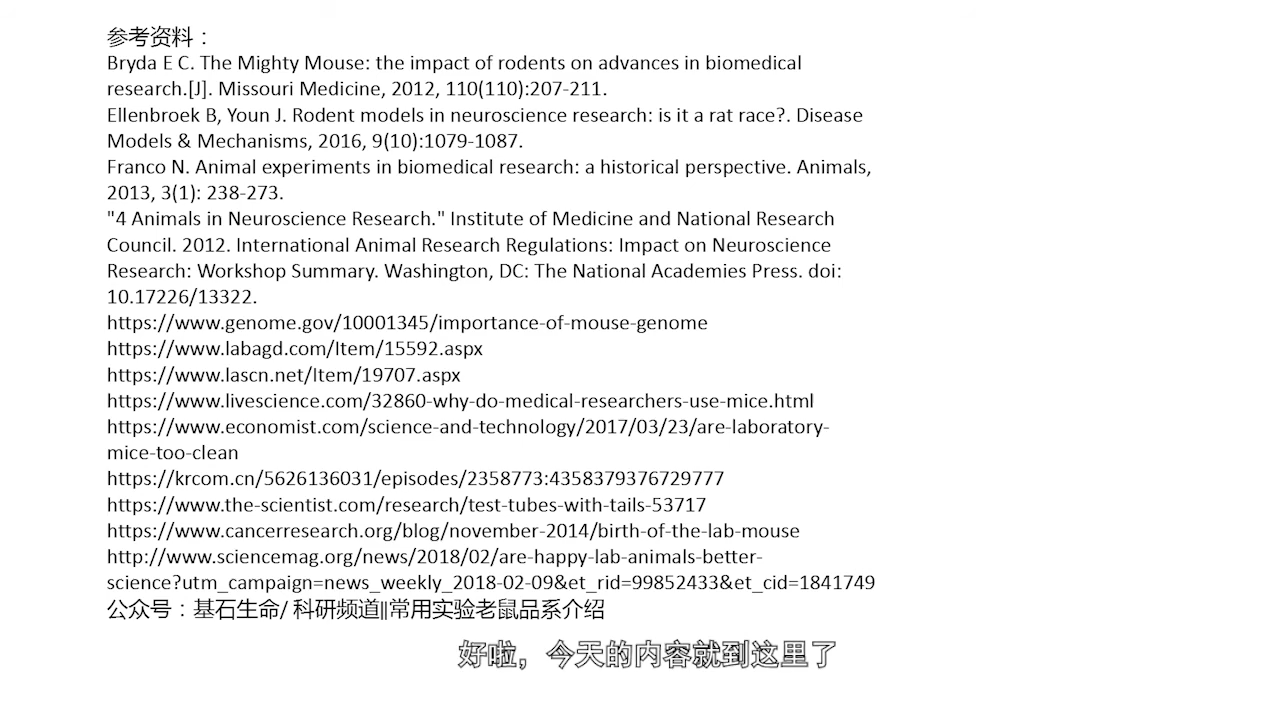 参考资料：
Bryda E C. The Mighty Mouse: the impact of rodents on advances in biomedical
research.[J]. Missouri Medicine, 2012, 110(110):207-211.
Ellenbroek B, Youn J. Rodent models in neuroscience research: is it a rat race?. Disease
Models & Mechanisms, 2016, 9(10):1079-1087.
Franco N. Animal experiments in biomedical research: a historical perspective. Animals,
2013, 3(1): 238-273.
"4 Animals in Neuroscience Research." Institute of Medicine and National Research
Council. 2012. International Animal Research Regulations: Impact on Neuroscience
Research: Workshop Summary. Washington, DC: The National Academies Press. doi:
10.17226/13322.
https://www.genome.gov/10001345/importance-of-mouse-genome
https://www.labagd.com/Item/15592.aspx
https://www.lascn.net/Item/19707.aspx
https://www.livescience.com/32860-why-do-medical-researchers-use-mice.html
https://www.economist.com/science-and-technology/2017/03/23/are-laboratory-
mice-too-clean
https://krcom.cn/5626136031/episodes/2358773:4358379376729777
https://www.the-scientist.com/research/test-tubes-with-tails-53717
https://www.cancerresearch.org/blog/november-2014/birth-of-the-lab-mouse
http://www.sciencemag.org/news/2018/02/are-happy-lab-animals-better-
science?utm_campaign=news_weekly_2018-02-09&et_rid=99852433&et_cid=1841749
公众号：基石生命/ 科研频道||常用实验老鼠品系介绍
好啦，今天的内容就到这里了